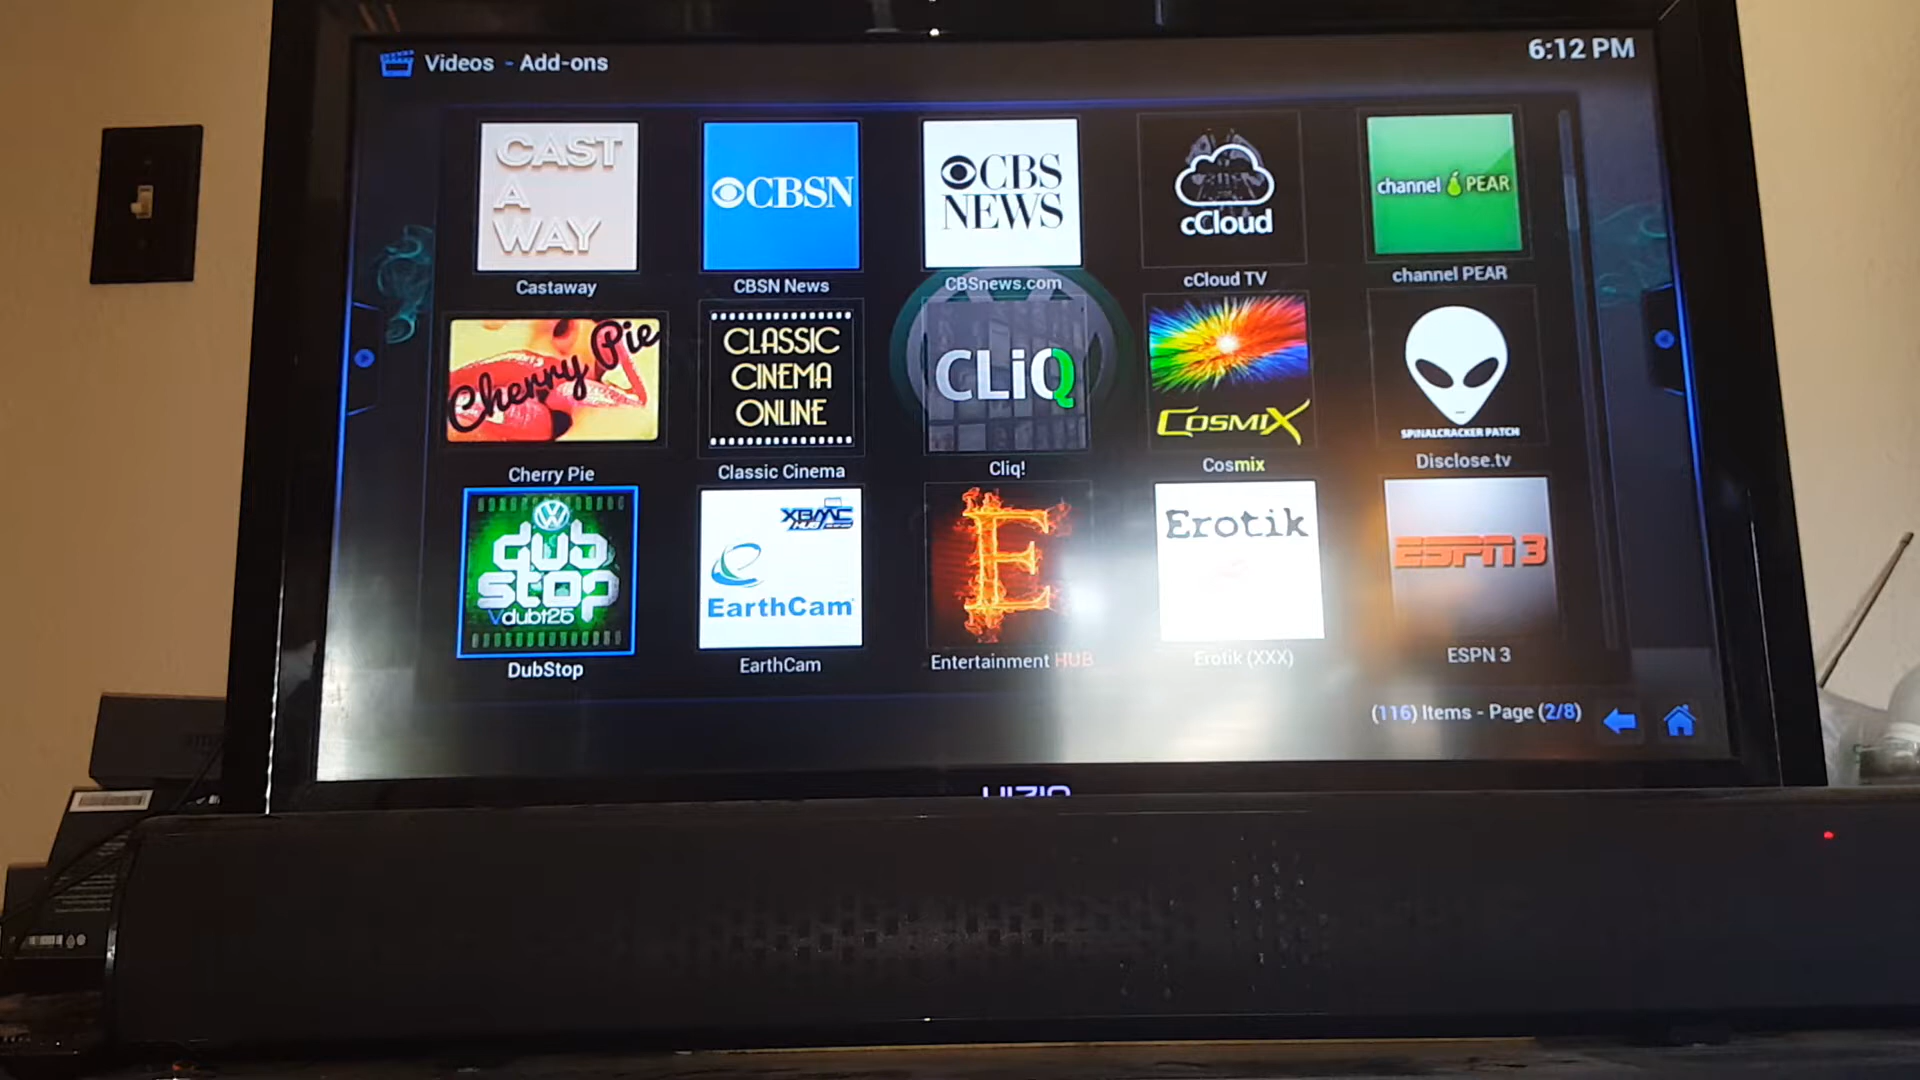 Videos - Add-ons
6:12 PM
CAST
A
WAY
CBSN
CBS
NEWS
cCloud
channel PEAR
Castaway
CBSN News
CBSnews.com
cCloud TV
channel PEAR
Cherry Pie
CLASSIC
CINEMA
ONLINE
CLiQ
COSMIX
SPINALCRACKER PATCH
Cherry Pie
Classic Cinema
Cliq!
Cosmix
Disclose.tv
dub
stop
Vdubt25
XBMC
HUB
EarthCam
E
Erotik
ESPN 3
DubStop
EarthCam
Entertainment HUB
Erotik (XXX)
ESPN 3
(116) Items - Page (2/8)
VIZIO